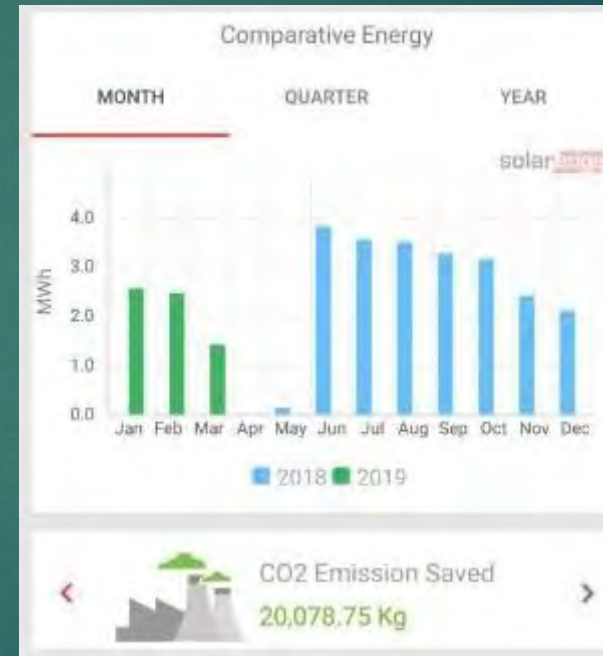 Comparative Energy
MONTH QUARTER YEAR
solar
4.0
3.0
2.0
1.0
0.0
MWh
Jan Feb Mar Apr May Jun Jul Aug Sep Oct Nov Dec
2018 2019
CO2 Emission Saved
20,078.75 Kg